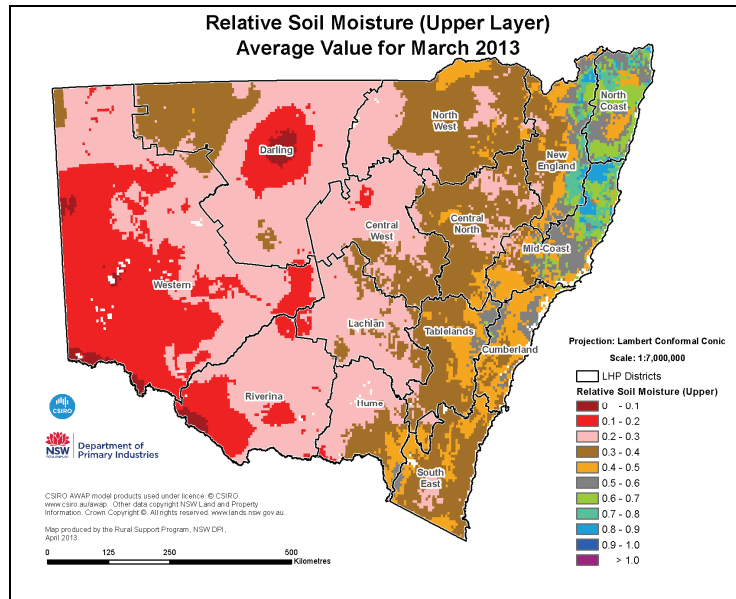 Relative Soil Moisture (Upper Layer)
Average Value for March 2013
North
Coast
North
West
Darling
New
England
Central
West
Central
North
Mid-Coast
Western
Lachlan
Tablelands
Cumberland
Riverina
Hume
South
East
Projection: Lambert Conformal Conic
Scale: 1:7,000,000
LHP Districts
Relative Soil Moisture (Upper)
0 - 0.1
0.1 - 0.2
0.2 - 0.3
0.3 - 0.4
0.4 - 0.5
0.5 - 0.6
0.6 - 0.7
0.7 - 0.8
0.8 - 0.9
0.9 - 1.0
> 1.0
CSIRO
NSW
Department of
Primary Industries
CSIRO AWAP model products used under licence: © CSIRO.
www.csiro.au/awap. Other data copyright NSW Land and Property
Information. Crown Copyright ©. All rights reserved. www.lands.nsw.gov.au.
Map produced by the Rural Support Program, NSW DPI,
April 2013.
0 125 250 500
Kilometres